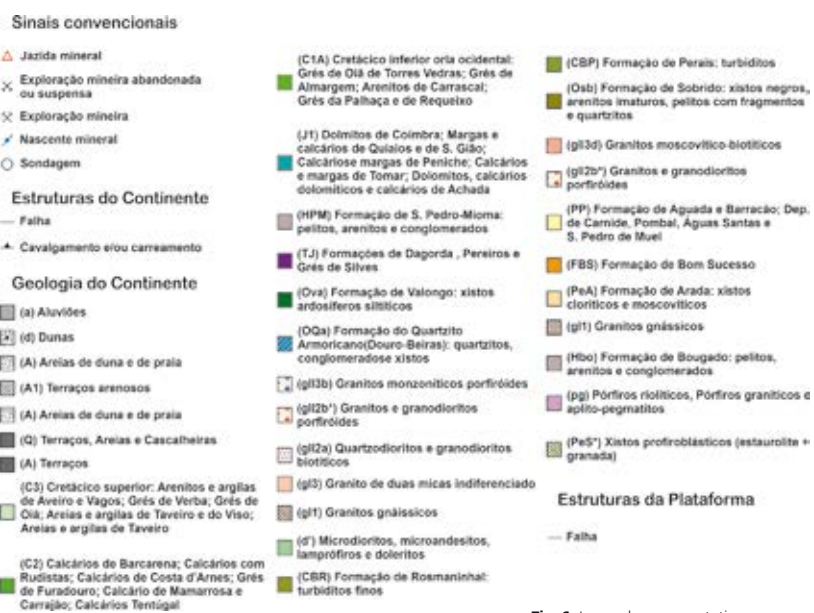 Sinais convencionais
Jazida mineral
Exploração mineira abandonada
ou suspensa
Exploração mineira
Nascente mineral
Sondagem
Estruturas do Continente
Falha
Cavalgamento e/ou carreamento
Geologia do Continente
(a) Aluviões
(d) Dunas
(A) Areias de duna e de praia
(A1) Terraços arenosos
(A) Areias de duna e de praia
(Q) Terraços, Areias e Cascalheiras
(A) Terraços
(C3) Cretácico superior: Arenitos e argilas
de Aveiro e Vagos; Grés de Verba; Grés de
Oiã; Areias e argilas de Taveiro e do Viso;
Areias e argilas de Taveiro
(C2) Calcários de Barcarena; Calcários com
Rudistas; Calcários de Costa d'Arnes; Grés
de Furadouro; Calcário de Mamarrosa e
Carrajão; Calcários Tentúgal
(C1A) Cretácico inferior orla ocidental:
Grés de Olá de Torres Vedras; Grés de
Almargem; Arenitos de Carrascal;
Grés da Palhaça e de Requeixo
(J1) Dolmitos de Coimbra; Margas e
calcários de Quiaios e de S. Gião;
Calcáriose margas de Peniche; Calcários
e margas de Tomar; Dolomitos, calcários
dolomíticos e calcários de Achada
(HPM) Formação de S. Pedro-Mioma:
pelitos, arenitos e conglomerados
(TJ) Formações de Dagorda , Pereiros e
Grés de Silves
(Ova) Formação de Valongo: xistos
ardosíferos siltíticos
(OQa) Formação do Quartzito
Armoricano(Douro-Beiras): quartzitos,
conglomeradose xistos
(gII3b) Granitos monzoníticos porfiróides
(gII2b*) Granitos e granodioritos
porfiróides
(gII2a) Quartzodioritos e granodioritos
biotíticos
(gI3) Granito de duas micas indiferenciado
(gI1) Granitos gnáissicos
(d') Microdioritos, microandesitos,
lamprófiros e doleritos
(CBR) Formação de Rosmaninhal:
turbiditos finos
(CBP) Formação de Perais: turbiditos
(Osb) Formação de Sobrido: xistos negros,
arenitos imaturos, pelitos com fragmentos
e quartzitos
(gII3d) Granitos moscovítico-biotíticos
(gII2b*) Granitos e granodioritos
porfiróides
(PP) Formação de Aguada e Barracão; Dep.
de Carnide, Pombal, Águas Santas e
S. Pedro de Muel
(FBS) Formação de Bom Sucesso
(PeA) Formação de Arada: xistos
cloríticos e moscovíticos
(gI1) Granitos gnássicos
(Hbo) Formação de Bougado: pelitos,
arenitos e conglomerados
(pg) Pórfiros riolíticos, Pórfiros graníticos e
aplito-pegmatitos
(PeS*) Xistos profiroblásticos (estaurolite +
granada)
Estruturas da Plataforma
Falha